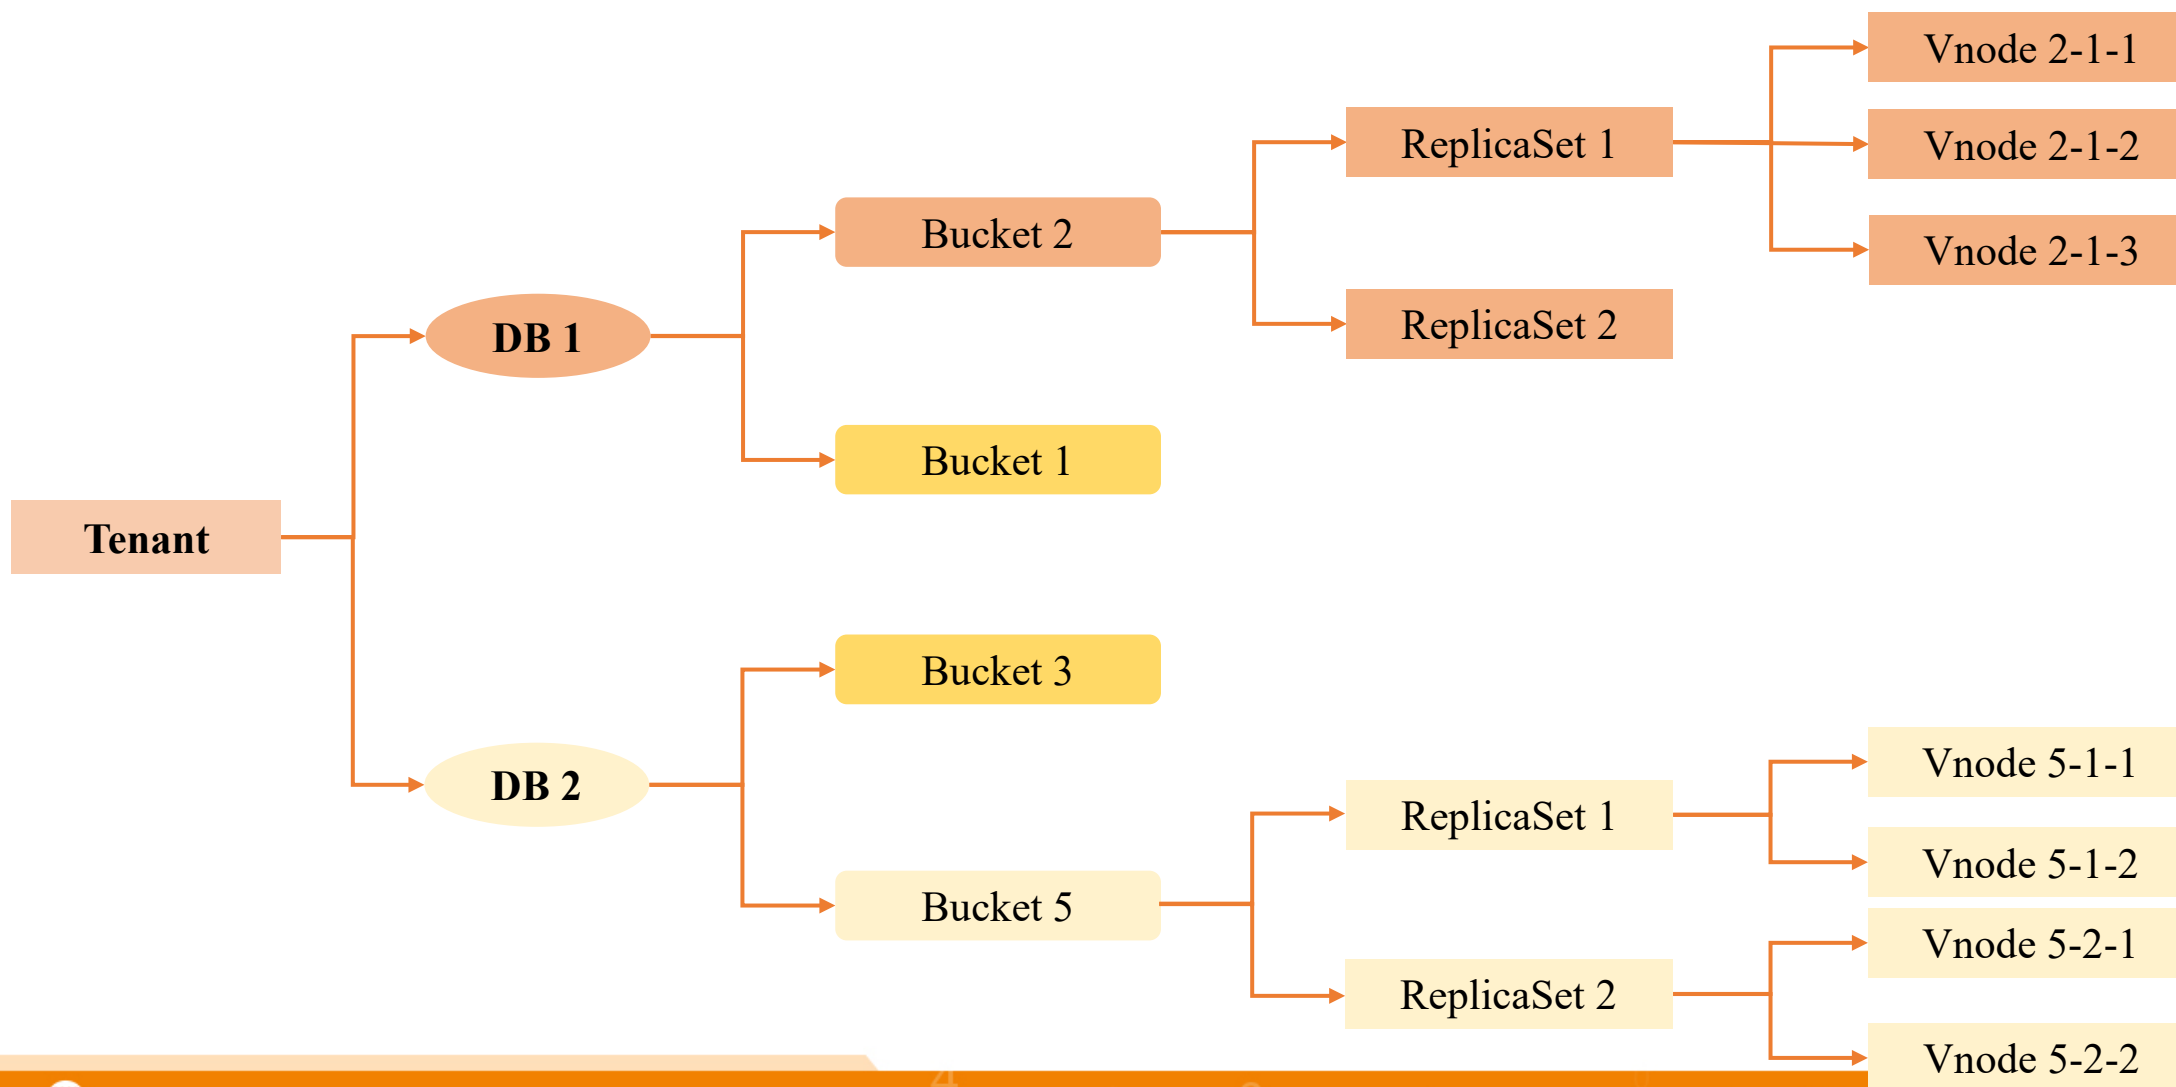 Vnode 2-1-1
ReplicaSet 1
Vnode 2-1-2
Bucket 2
Vnode 2-1-3
DB 1
ReplicaSet 2
Bucket 1
Tenant
Bucket 3
DB 2
Vnode 5-1-1
ReplicaSet 1
Vnode 5-1-2
Bucket 5
Vnode 5-2-1
ReplicaSet 2
Vnode 5-2-2
4